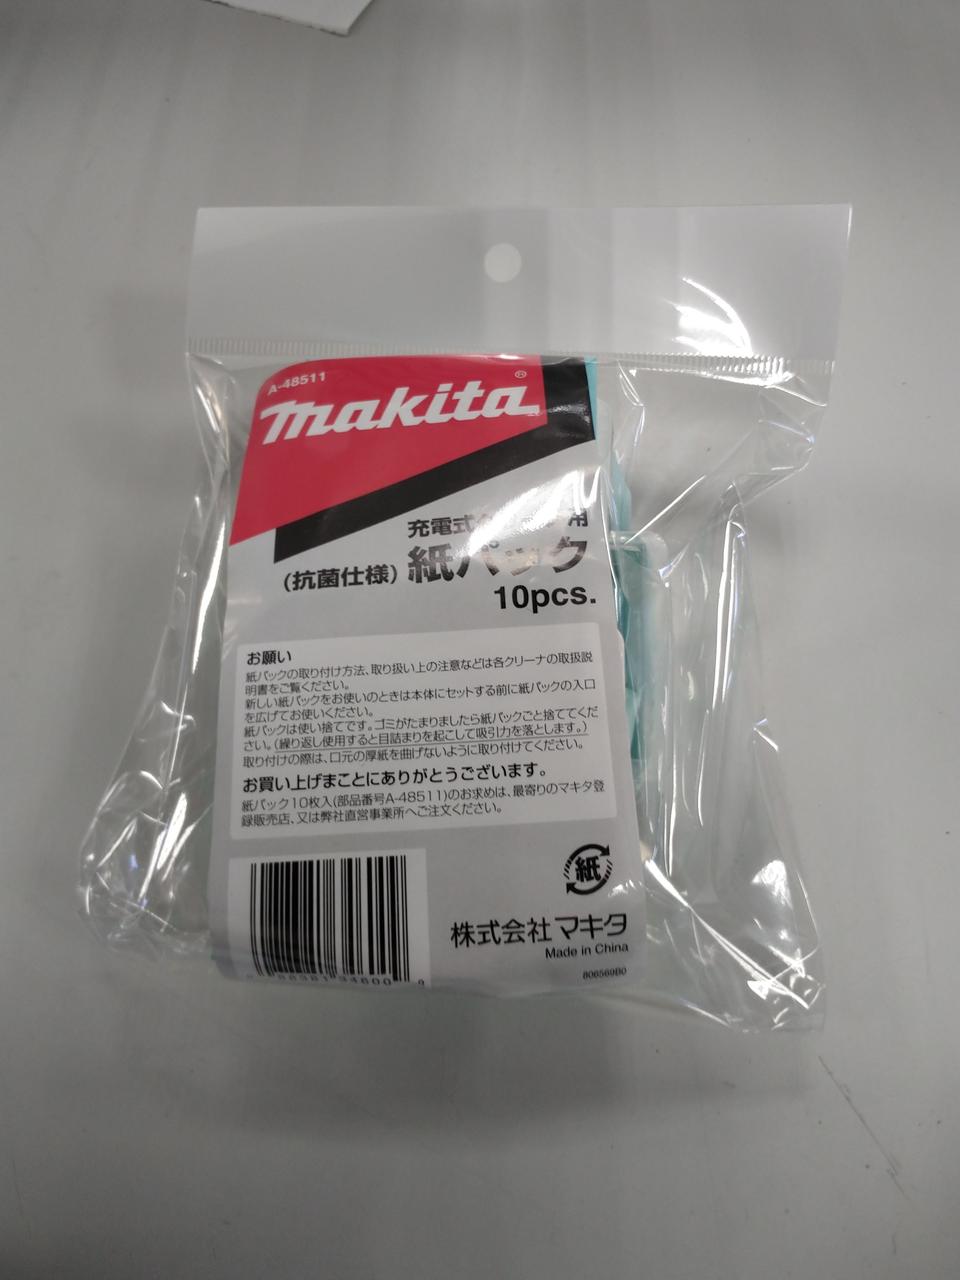 A-48511
makita®
充電式 用
(抗菌仕様) 紙パック
10pcs.
お願い
紙パックの取り付け方法、取り扱い上の注意などは各クリーナの取扱説
明書をご覧ください。
新しい紙パックをお使いのときは本体にセットする前に紙パックの入口
を広げてお使いください。
紙パックは使い捨てです。ゴミがたまりましたら紙パックごと捨ててくだ
さい。(繰り返し使用すると目詰まりを起こして吸引力を落とします。)
取り付けの際は、口元の厚紙を曲げないように取り付けてください。
お買い上げまことにありがとうございます。
紙パック10枚入(部品番号A-48511)のお求めは、最寄りのマキタ登
録販売店、又は弊社直営事業所へご注文ください。
紙
株式会社マキタ
Made in China
806569B0